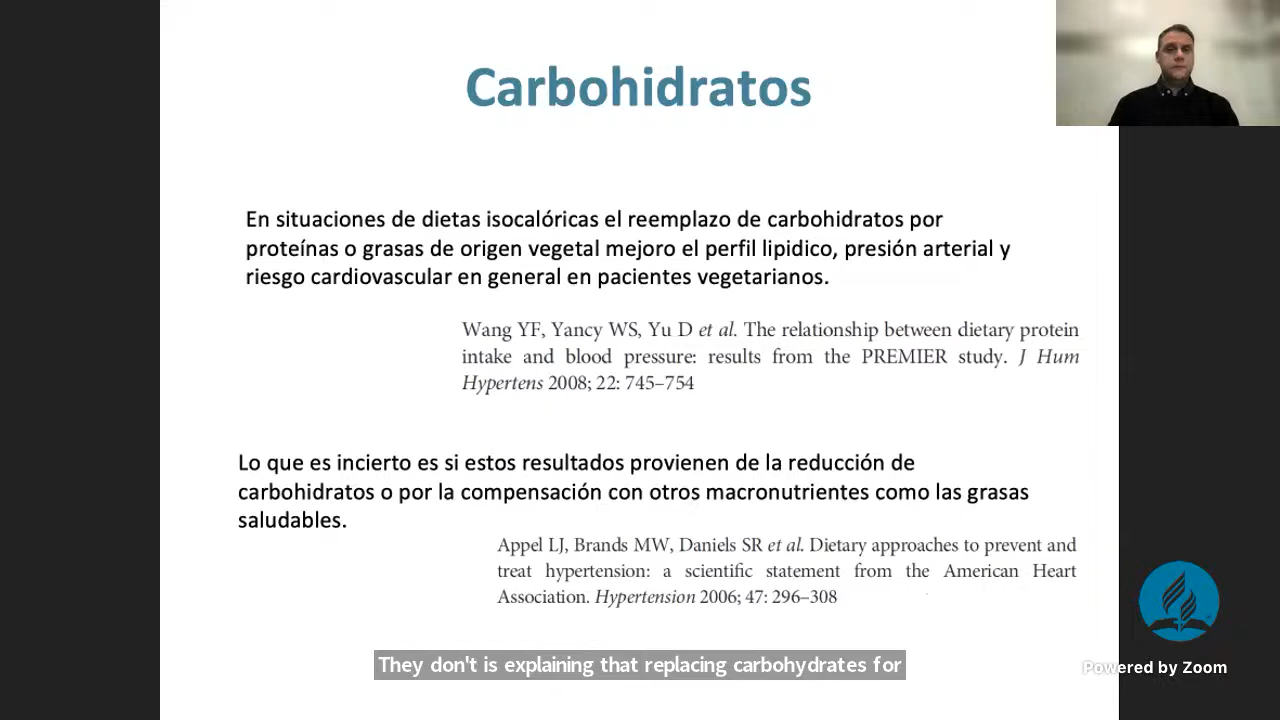 Carbohidratos
En situaciones de dietas isocalóricas el reemplazo de carbohidratos por
proteínas o grasas de origen vegetal mejoro el perfil lipidico, presión arterial y
riesgo cardiovascular en general en pacientes vegetarianos.
Wang YF, Yancy WS, Yu D et al. The relationship between dietary protein
intake and blood pressure: results from the PREMIER study. J Hum
Hypertens 2008; 22: 745–754
Lo que es incierto es si estos resultados provienen de la reducción de
carbohidratos o por la compensación con otros macronutrientes como las grasas
saludables.
Appel LJ, Brands MW, Daniels SR et al. Dietary approaches to prevent and
treat hypertension: a scientific statement from the American Heart
Association. Hypertension 2006; 47: 296–308
They don't is explaining that replacing carbohydrates for
Powered by Zoom